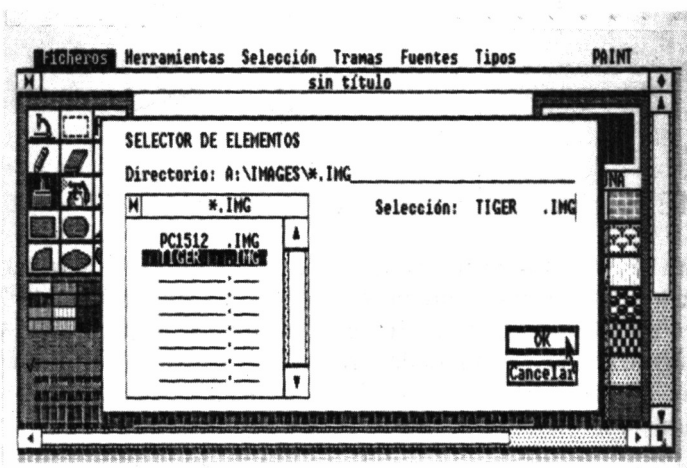 Ficheros Herramientas Selección Tramas Fuentes Tipos PAINT
sin título
SELECTOR DE ELEMENTOS
Directorio: A:\IMAGES\*.IMG
*.IMG
Selección: TIGER .IMG
PC1512 .IMG
TIGER .IMG
OK
Cancelar